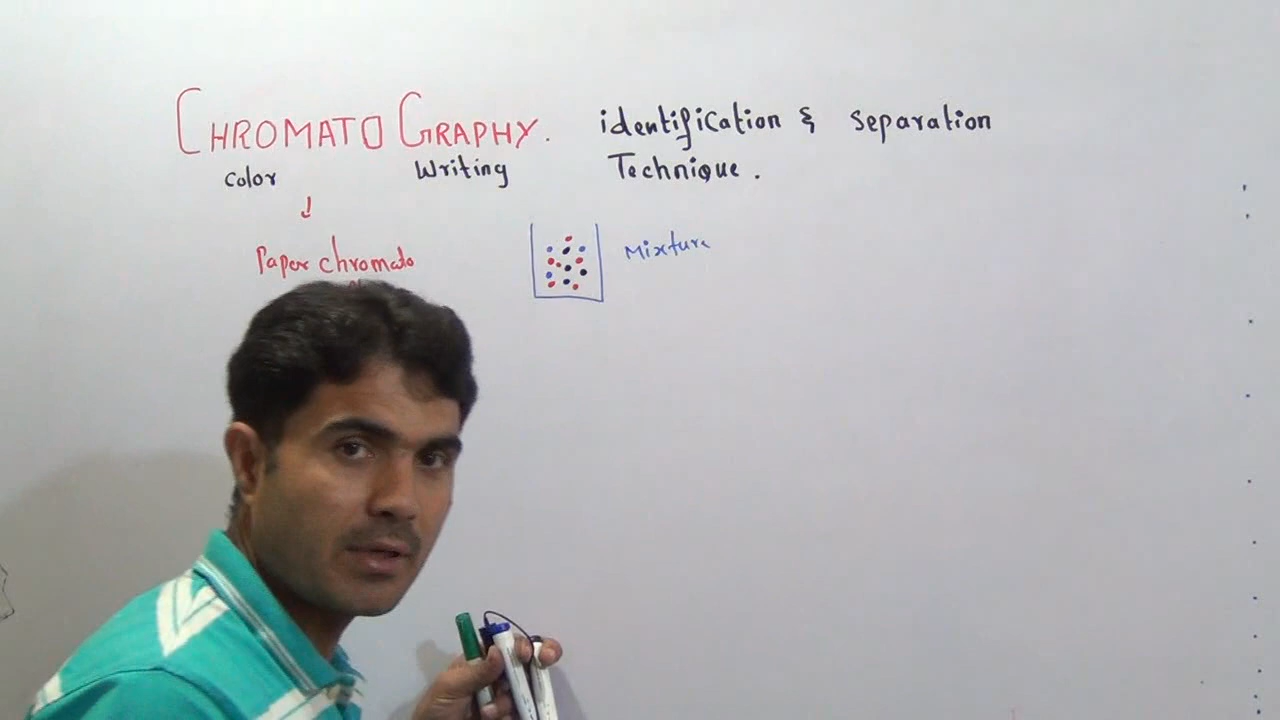 CHROMATOGRAPHY. identification & separation
color Writing Technique.
Paper chromato
Mixture